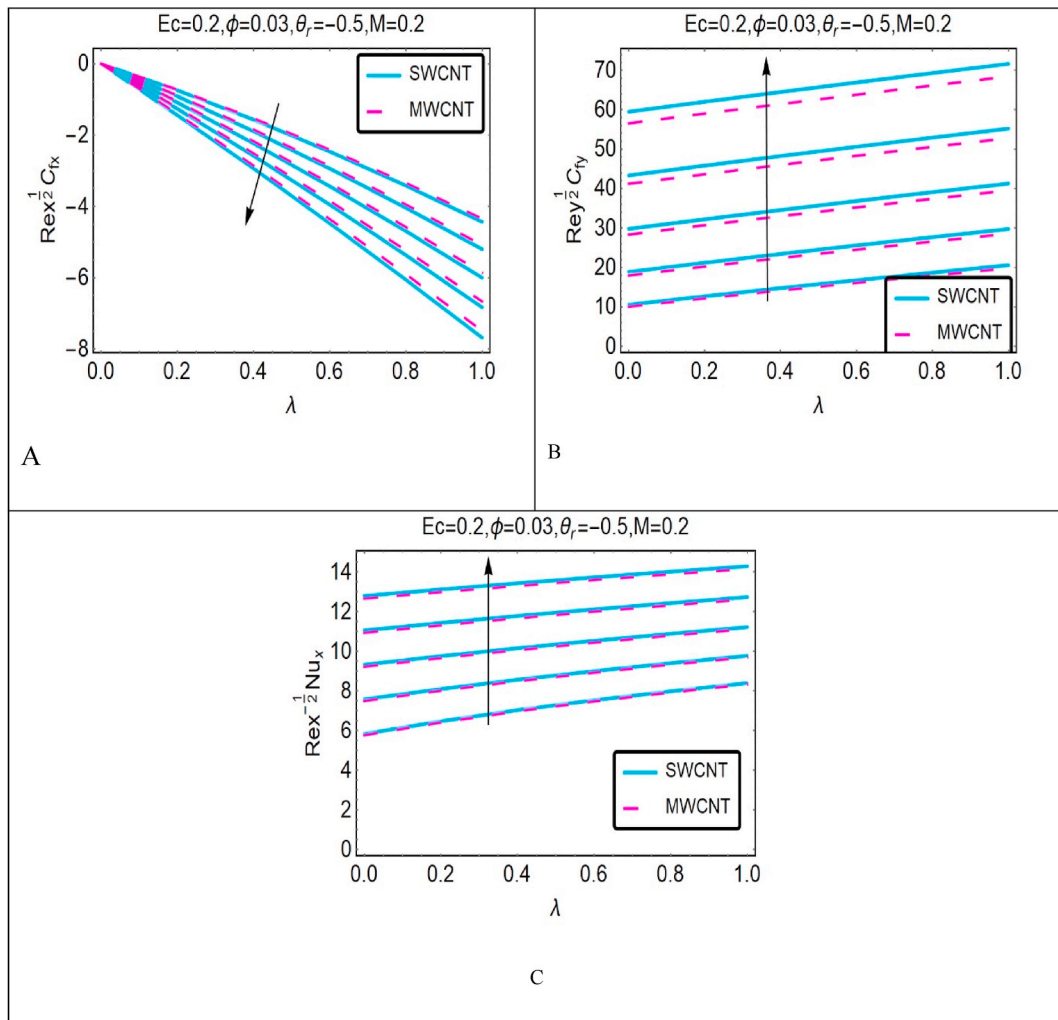 Ec=0.2,ϕ=0.03,θr=−0.5,M=0.2
Rex^1/2 Cfx
0
−2
−4
−6
−8
SWCNT
MWCNT
0.0 0.2 0.4 0.6 0.8 1.0
λ
A
Ec=0.2,ϕ=0.03,θr=−0.5,M=0.2
Rey^1/2 Cfy
70
60
50
40
30
20
10
0
SWCNT
MWCNT
0.0 0.2 0.4 0.6 0.8 1.0
λ
B
Ec=0.2,ϕ=0.03,θr=−0.5,M=0.2
Rex^−1/2 Nux
14
12
10
8
6
4
2
0
SWCNT
MWCNT
0.0 0.2 0.4 0.6 0.8 1.0
λ
C